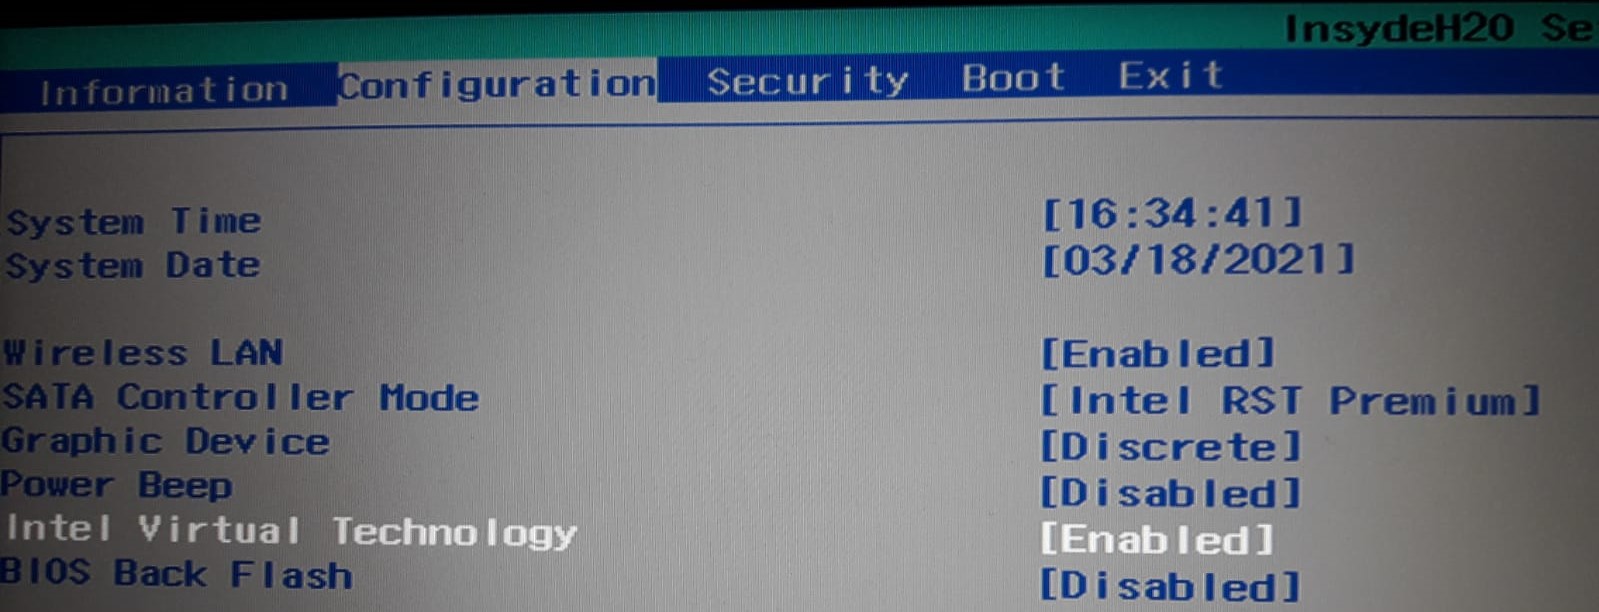 InsydeH20 Se
Information Configuration Security Boot Exit
System Time [16:34:41]
System Date [03/18/2021]
Wireless LAN [Enabled]
SATA Controller Mode [Intel RST Premium]
Graphic Device [Discrete]
Power Beep [Disabled]
Intel Virtual Technology [Enabled]
BIOS Back Flash [Disabled]